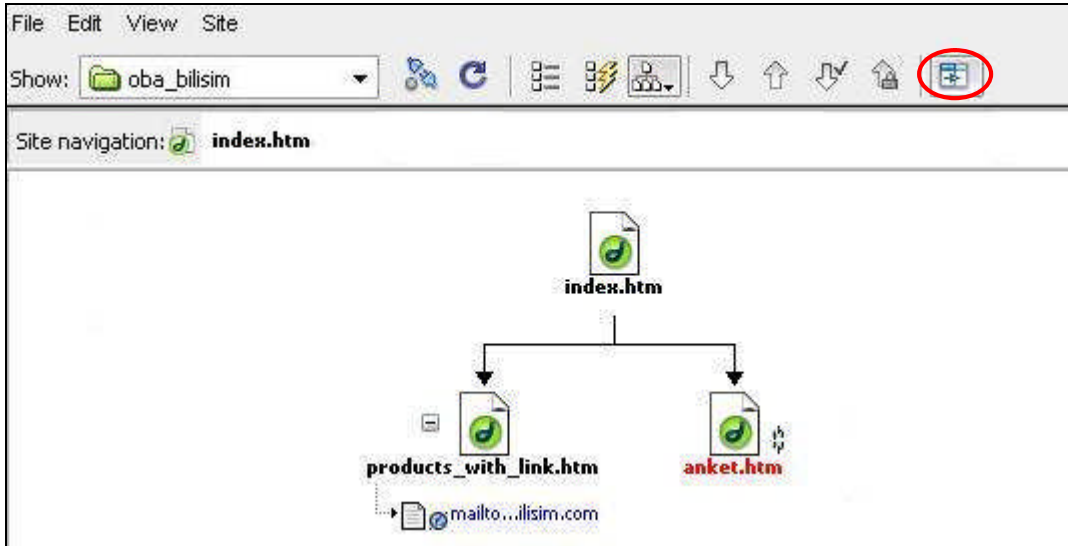 File Edit View Site
Show: oba_bilisim
Site navigation: index.htm
index.htm
products_with_link.htm anket.htm
mailto...ilisim.com